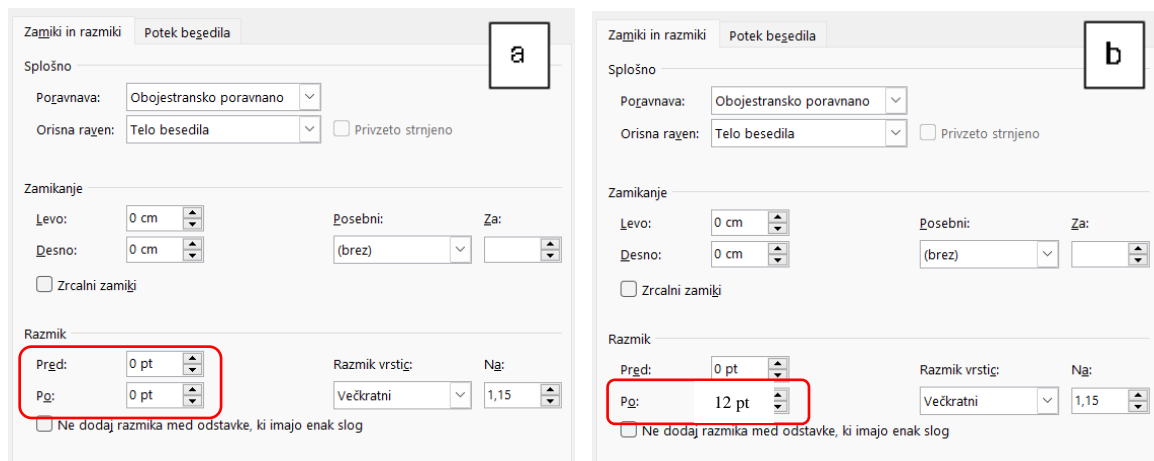 Zamiki in razmiki Potek besedila
a
Splošno
Poravnava: Obojestransko poravnano
Orisna raven: Telo besedila Privzeto strnjeno
Zamikanje
Levo: 0 cm Posebni: Za:
Desno: 0 cm (brez)
Zrcalni zamiki
Razmik
Pred: 0 pt Razmik vrstic: Na:
Po: 0 pt Večkratni 1,15
Ne dodaj razmika med odstavke, ki imajo enak slog
Zamiki in razmiki Potek besedila
b
Splošno
Poravnava: Obojestransko poravnano
Orisna raven: Telo besedila Privzeto strnjeno
Zamikanje
Levo: 0 cm Posebni: Za:
Desno: 0 cm (brez)
Zrcalni zamiki
Razmik
Pred: 0 pt Razmik vrstic: Na:
Po: 12 pt Večkratni 1,15
Ne dodaj razmika med odstavke, ki imajo enak slog